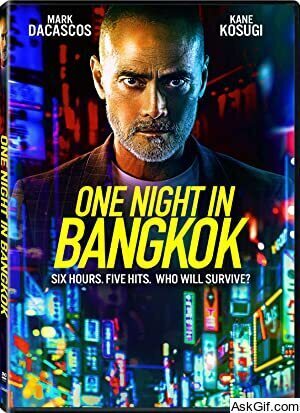 MARK
DACASCOS
KANE
KOSUGI
ONE NIGHT IN
BANGKOK
SIX HOURS. FIVE HITS. WHO WILL SURVIVE?
ONE NIGHT IN BANGKOK
AskGif.com